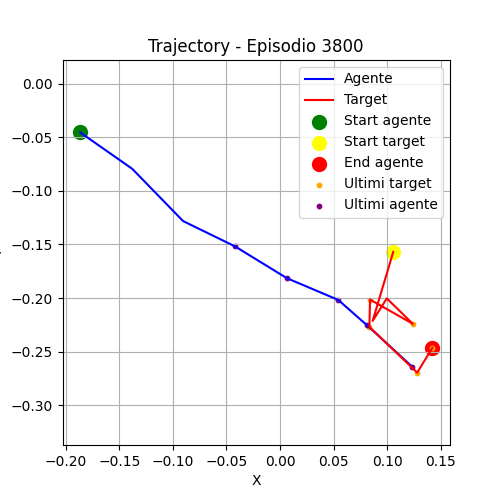 Trajectory - Episodio 3800
Agente
Target
Start agente
Start target
End agente
Ultimi target
Ultimi agente
0.00
−0.05
−0.10
−0.15
−0.20
−0.25
−0.30
−0.20
−0.15
−0.10
−0.05
0.00
0.05
0.10
0.15
X